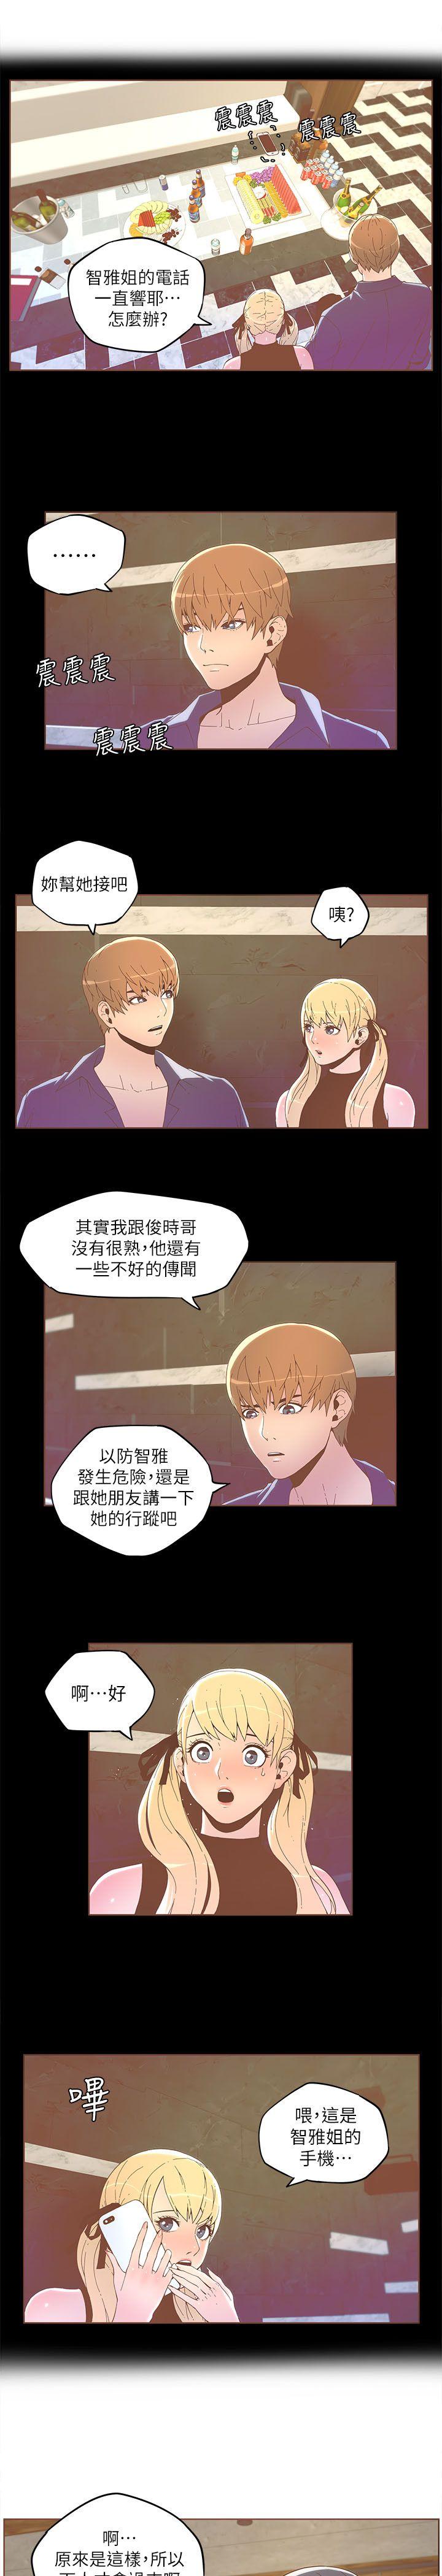 震震震
震震震
智雅姐的電話
一直響耶…
怎麼辦?
……
震震震
震震震
妳幫她接吧
咦?
其實我跟俊時哥
沒有很熟,他還有
一些不好的傳聞
以防智雅
發生危險,還是
跟她朋友講一下
她的行蹤吧
啊…好
嗶
喂,這是
智雅姐的
手機…
啊…
原來是這樣,所以